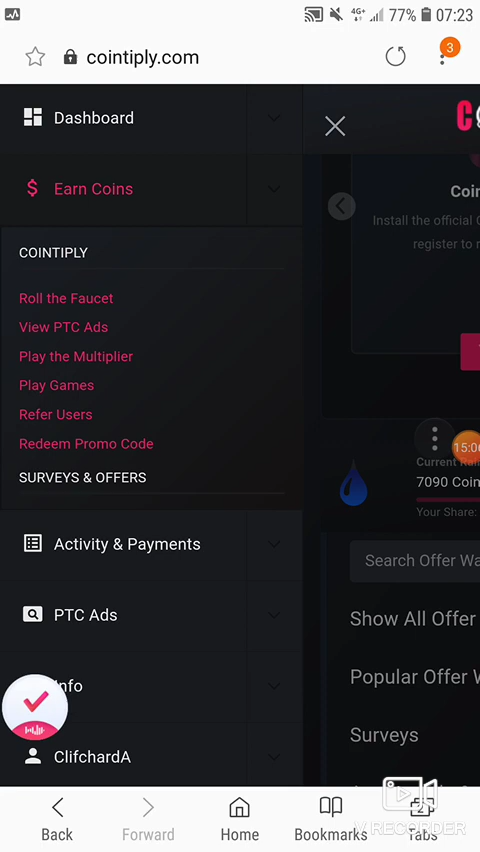 4G+ 77% 07:23
cointiply.com
3
Dashboard
Earn Coins
COINTIPLY
Coin
Install the official
register to
Roll the Faucet
View PTC Ads
Play the Multiplier
Play Games
Refer Users
Redeem Promo Code
SURVEYS & OFFERS
15:0
Current Rai
7090 Coin
Your Share:
Activity & Payments
Search Offer Wa
PTC Ads
Show All Offer
Info
Popular Offer W
Surveys
ClifchardA
Back
Forward
Home
Bookmarks
Tabs
V RECORDER